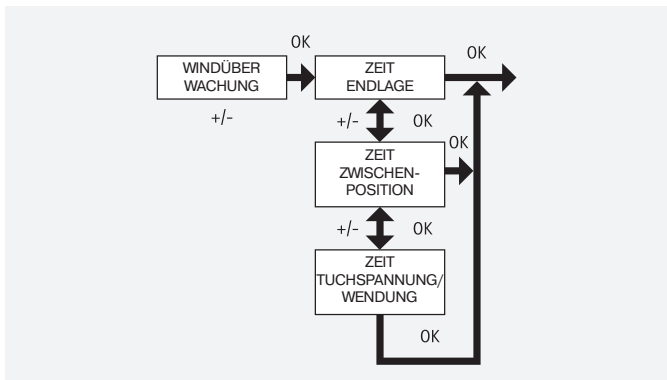 OK
OK
WINDÜBER
WACHUNG
ZEIT
ENDLAGE
+/-
+/-
OK
OK
ZEIT
ZWISCHEN-
POSITION
+/-
OK
ZEIT
TUCHSPANNUNG/
WENDUNG
OK